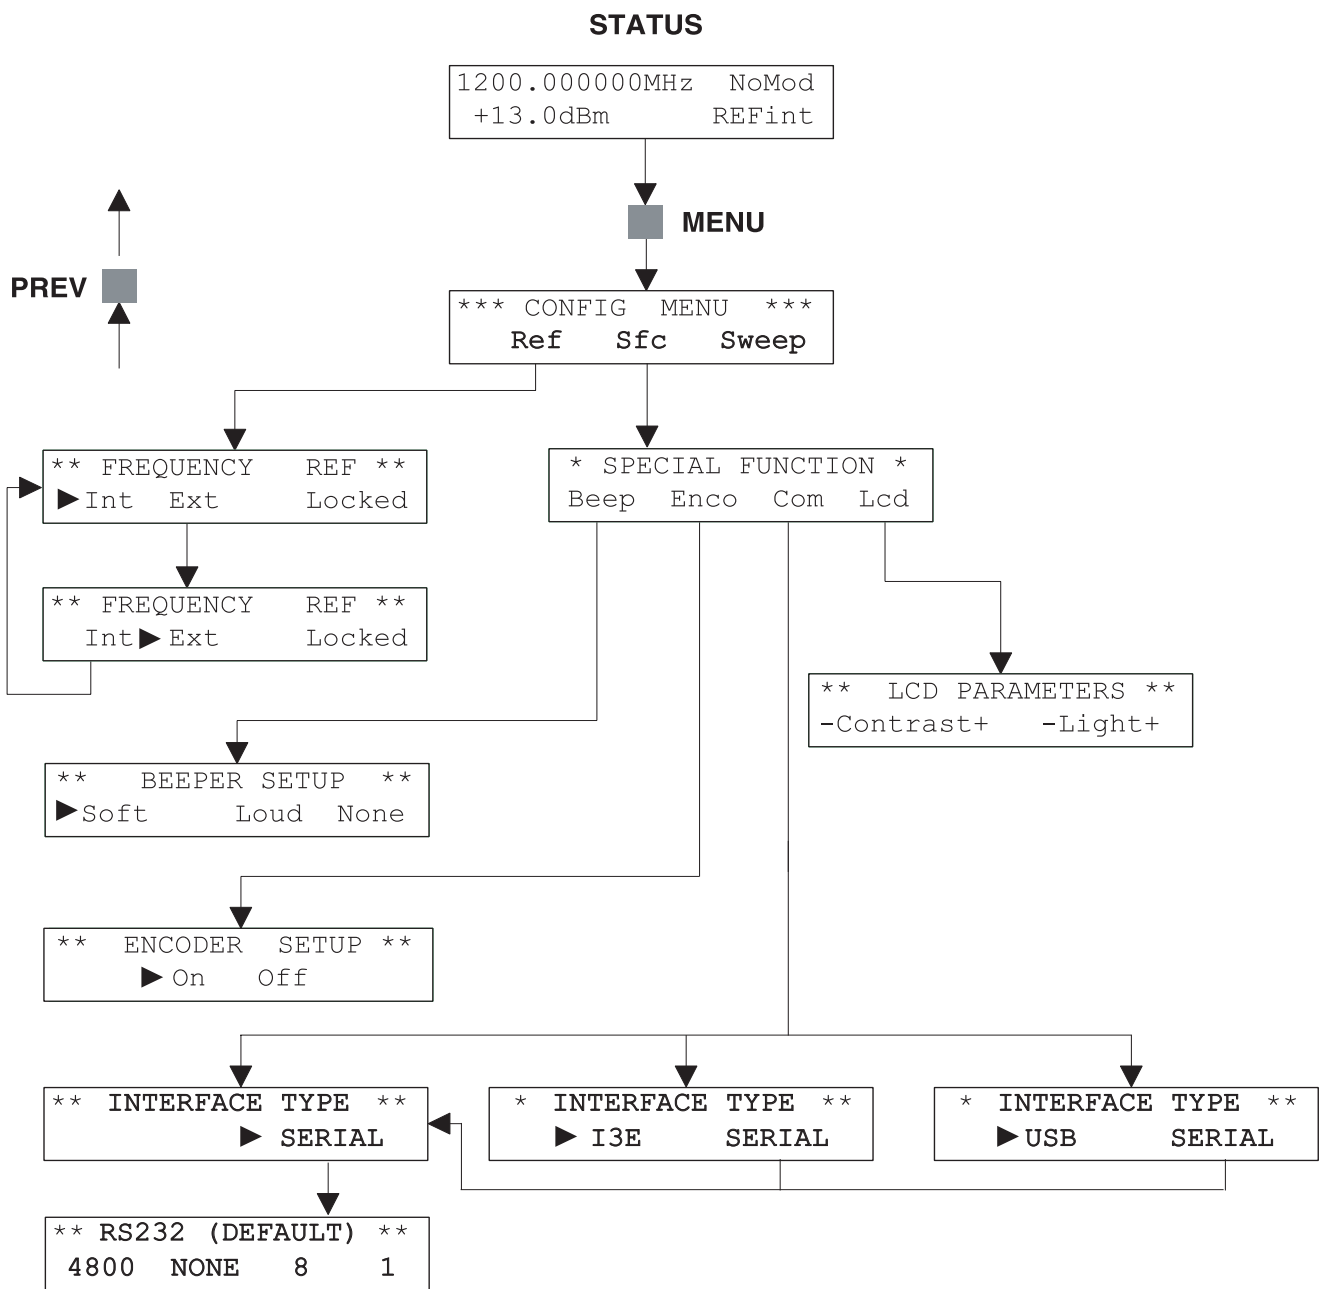 STATUS
1200.000000MHz NoMod
+13.0dBm REFint
MENU
PREV
*** CONFIG MENU ***
Ref Sfc Sweep
** FREQUENCY REF **
▶Int Ext Locked
* SPECIAL FUNCTION *
Beep Enco Com Lcd
** FREQUENCY REF **
Int▶Ext Locked
** LCD PARAMETERS **
-Contrast+ -Light+
** BEEPER SETUP **
▶Soft Loud None
** ENCODER SETUP **
▶On Off
** INTERFACE TYPE **
▶ SERIAL
* INTERFACE TYPE **
▶ I3E SERIAL
* INTERFACE TYPE **
▶USB SERIAL
** RS232 (DEFAULT) **
4800 NONE 8 1